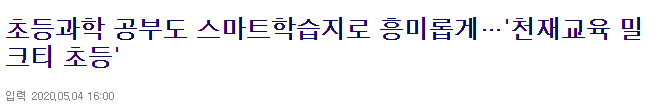 초등과학 공부도 스마트학습지로 흥미롭게…'천재교육 밀
크티 초등'
입력 2020.05.04 16:00